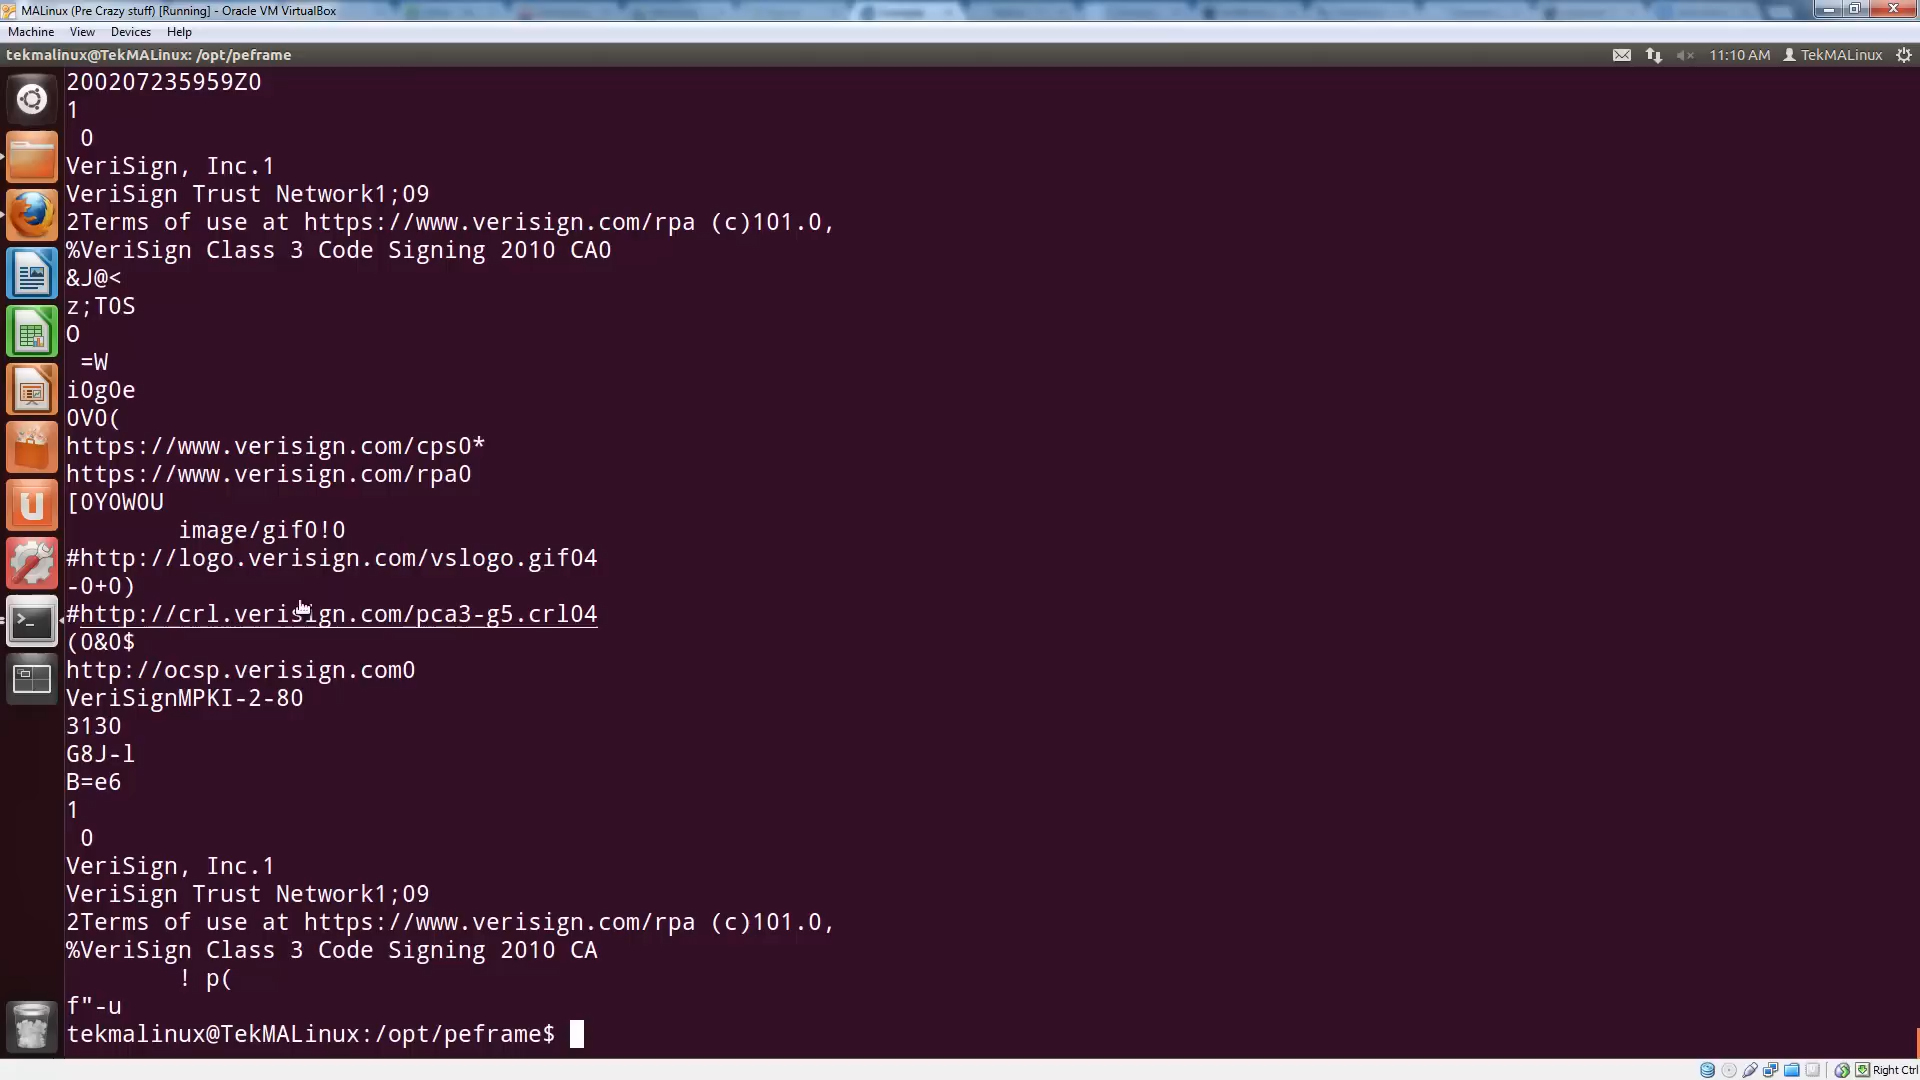 MALinux (Pre Crazy stuff) [Running] - Oracle VM VirtualBox
Machine View Devices Help
tekmalinux@TekMALinux: /opt/peframe 11:10 AM TekMALinux
200207235959Z0
1
0
VeriSign, Inc.1
VeriSign Trust Network1;09
2Terms of use at https://www.verisign.com/rpa (c)101.0,
%VeriSign Class 3 Code Signing 2010 CA0
&J@<
z;T0S
O
=W
i0g0e
0V0(
https://www.verisign.com/cps0*
https://www.verisign.com/rpa0
[0Y0W0U
image/gif0!0
#http://logo.verisign.com/vslogo.gif04
-0+0)
#http://crl.verisign.com/pca3-g5.crl04
(0&0$
http://ocsp.verisign.com0
VeriSignMPKI-2-80
3130
G8J-l
B=e6
1
0
VeriSign, Inc.1
VeriSign Trust Network1;09
2Terms of use at https://www.verisign.com/rpa (c)101.0,
%VeriSign Class 3 Code Signing 2010 CA
! p(
f"-u
tekmalinux@TekMALinux:/opt/peframe$
Right Ctrl